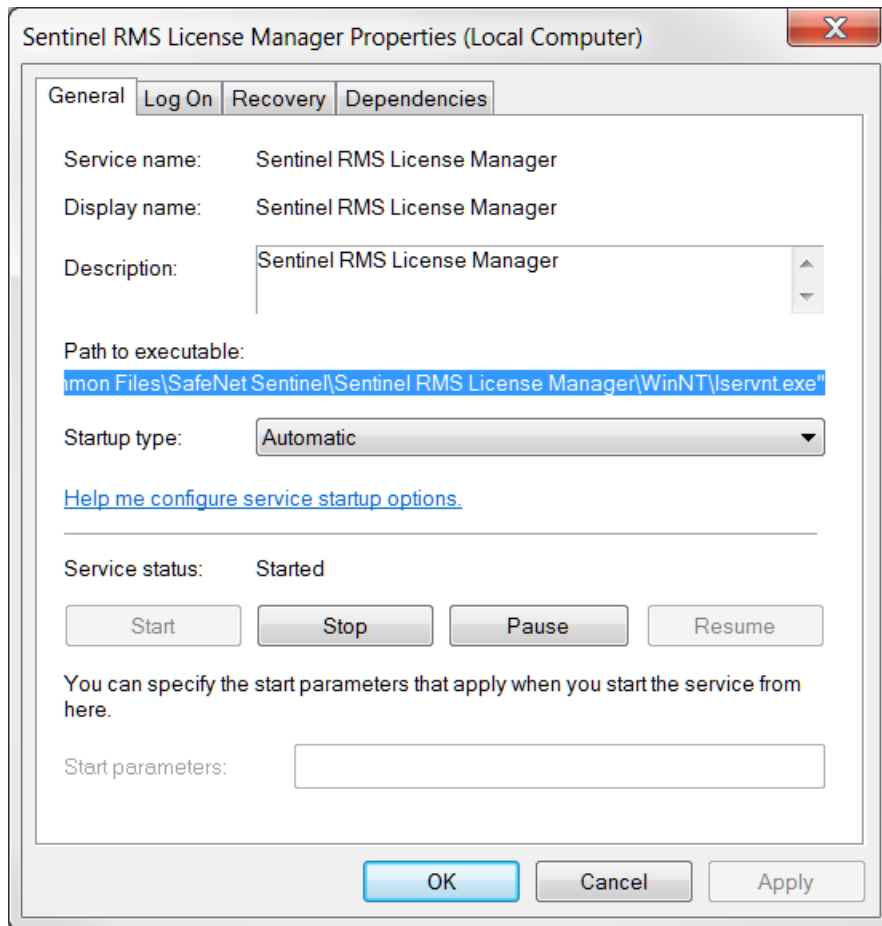 Sentinel RMS License Manager Properties (Local Computer)
General Log On Recovery Dependencies
Service name: Sentinel RMS License Manager
Display name: Sentinel RMS License Manager
Description: Sentinel RMS License Manager
Path to executable:
mmon Files\SafeNet Sentinel\Sentinel RMS License Manager\WinNT\lservnt.exe"
Startup type: Automatic
Help me configure service startup options.
Service status: Started
Start Stop Pause Resume
You can specify the start parameters that apply when you start the service from
here.
Start parameters:
OK Cancel Apply